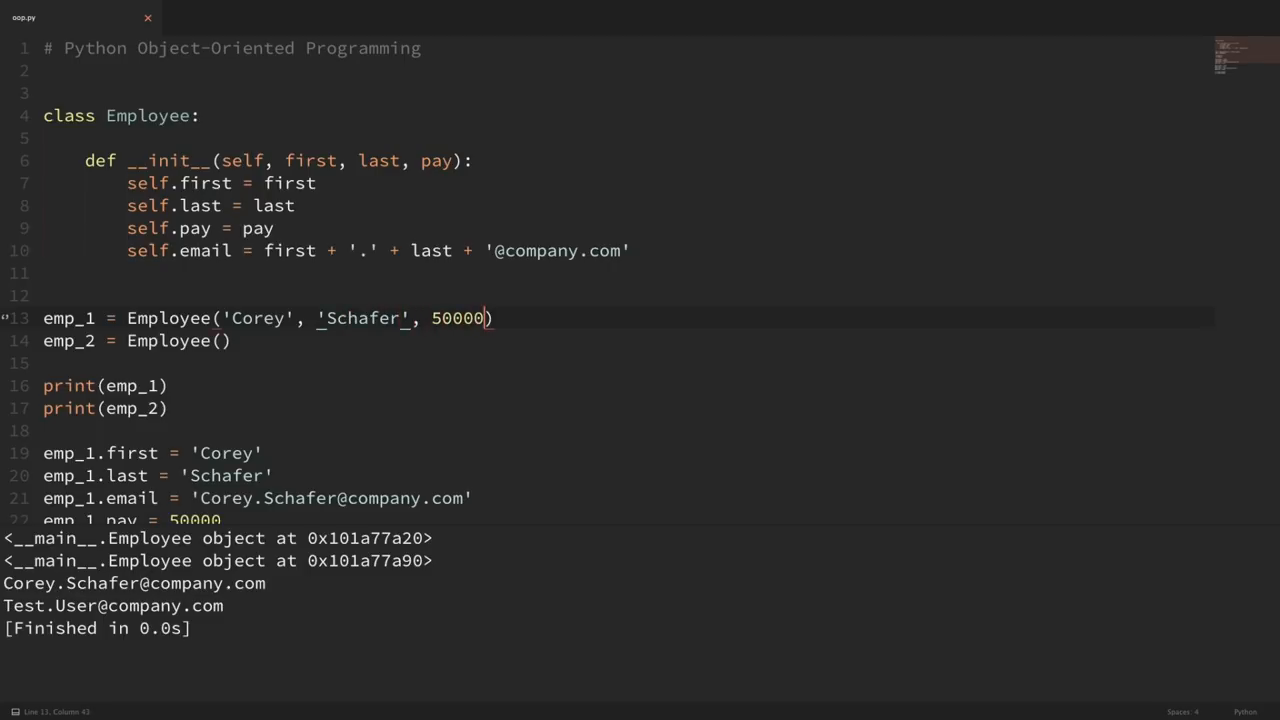 oop.py ×
1 # Python Object-Oriented Programming
2
3
4 class Employee:
5
6     def __init__(self, first, last, pay):
7         self.first = first
8         self.last = last
9         self.pay = pay
10         self.email = first + '.' + last + '@company.com'
11
12
13 emp_1 = Employee('Corey', 'Schafer', 50000)
14 emp_2 = Employee()
15
16 print(emp_1)
17 print(emp_2)
18
19 emp_1.first = 'Corey'
20 emp_1.last = 'Schafer'
21 emp_1.email = 'Corey.Schafer@company.com'
22 emp_1.pay = 50000
<__main__.Employee object at 0x101a77a20>
<__main__.Employee object at 0x101a77a90>
Corey.Schafer@company.com
Test.User@company.com
[Finished in 0.0s]
Line 13, Column 43 Spaces: 4 Python